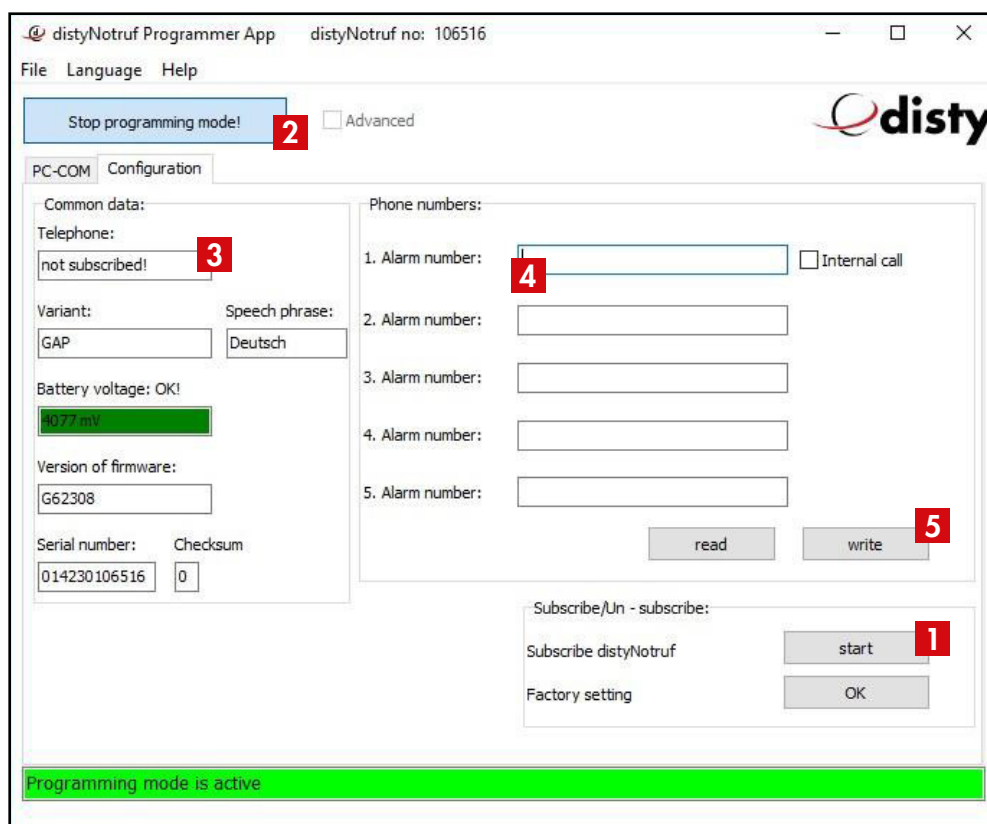 distyNotruf Programmer App distyNotruf no: 106516
File Language Help
Stop programming mode! 2 Advanced
disty
PC-COM Configuration
Common data:
Telephone:
not subscribed! 3
Variant: Speech phrase:
GAP Deutsch
Battery voltage: OK!
4077 mV
Version of firmware:
G62308
Serial number: Checksum
014230106516 0
Phone numbers:
1. Alarm number: 4 Internal call
2. Alarm number:
3. Alarm number:
4. Alarm number:
5. Alarm number:
read write 5
Subscribe/Un - subscribe:
Subscribe distyNotruf start 1
Factory setting OK
Programming mode is active